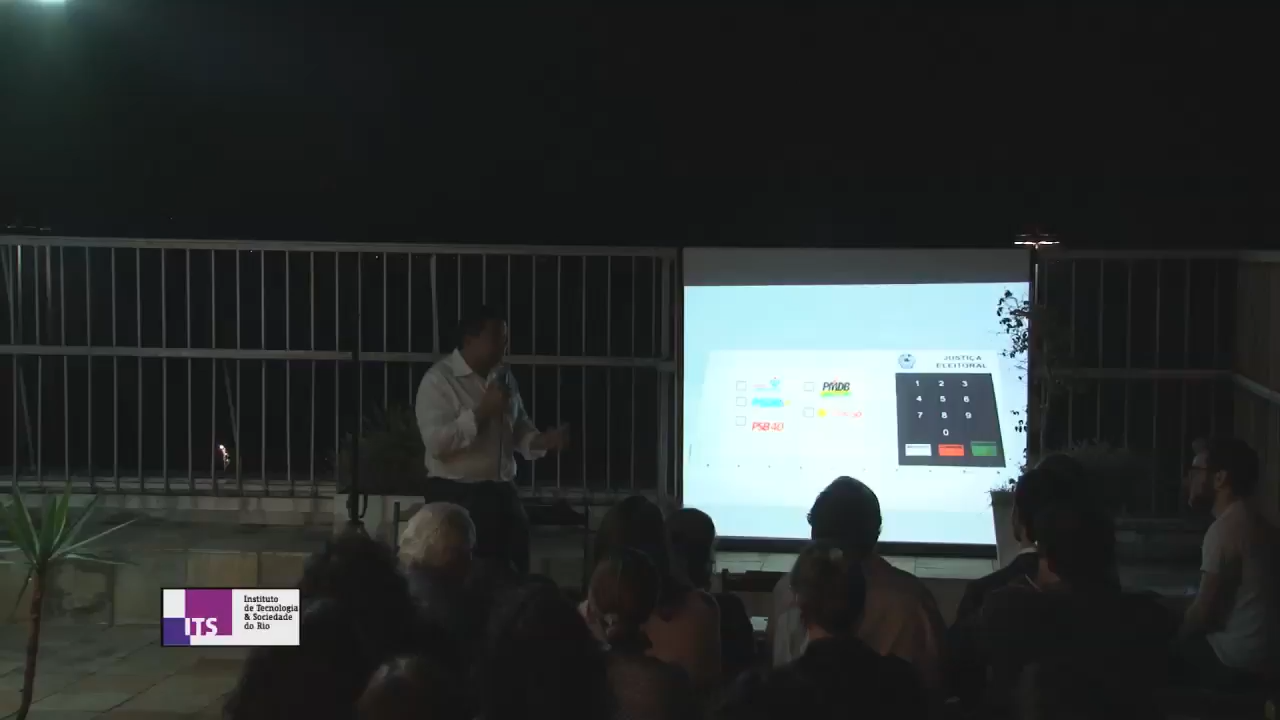 JUSTIÇA
ELEITORAL
1 2 3
4 5 6
7 8 9
0
PMDB
PSB 40
ITS
Instituto
de Tecnologia
& Sociedade
do Rio